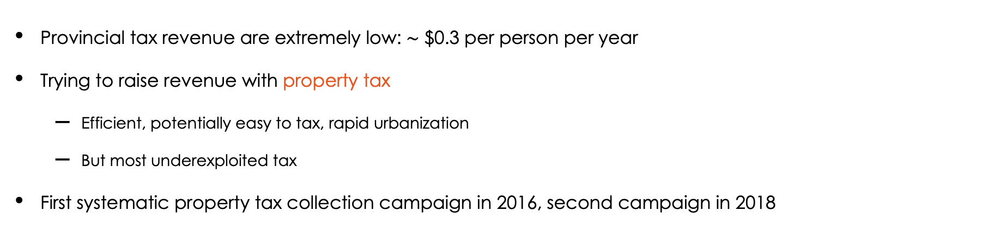 • Provincial tax revenue are extremely low: ~ $0.3 per person per year
• Trying to raise revenue with property tax
– Efficient, potentially easy to tax, rapid urbanization
– But most underexploited tax
• First systematic property tax collection campaign in 2016, second campaign in 2018